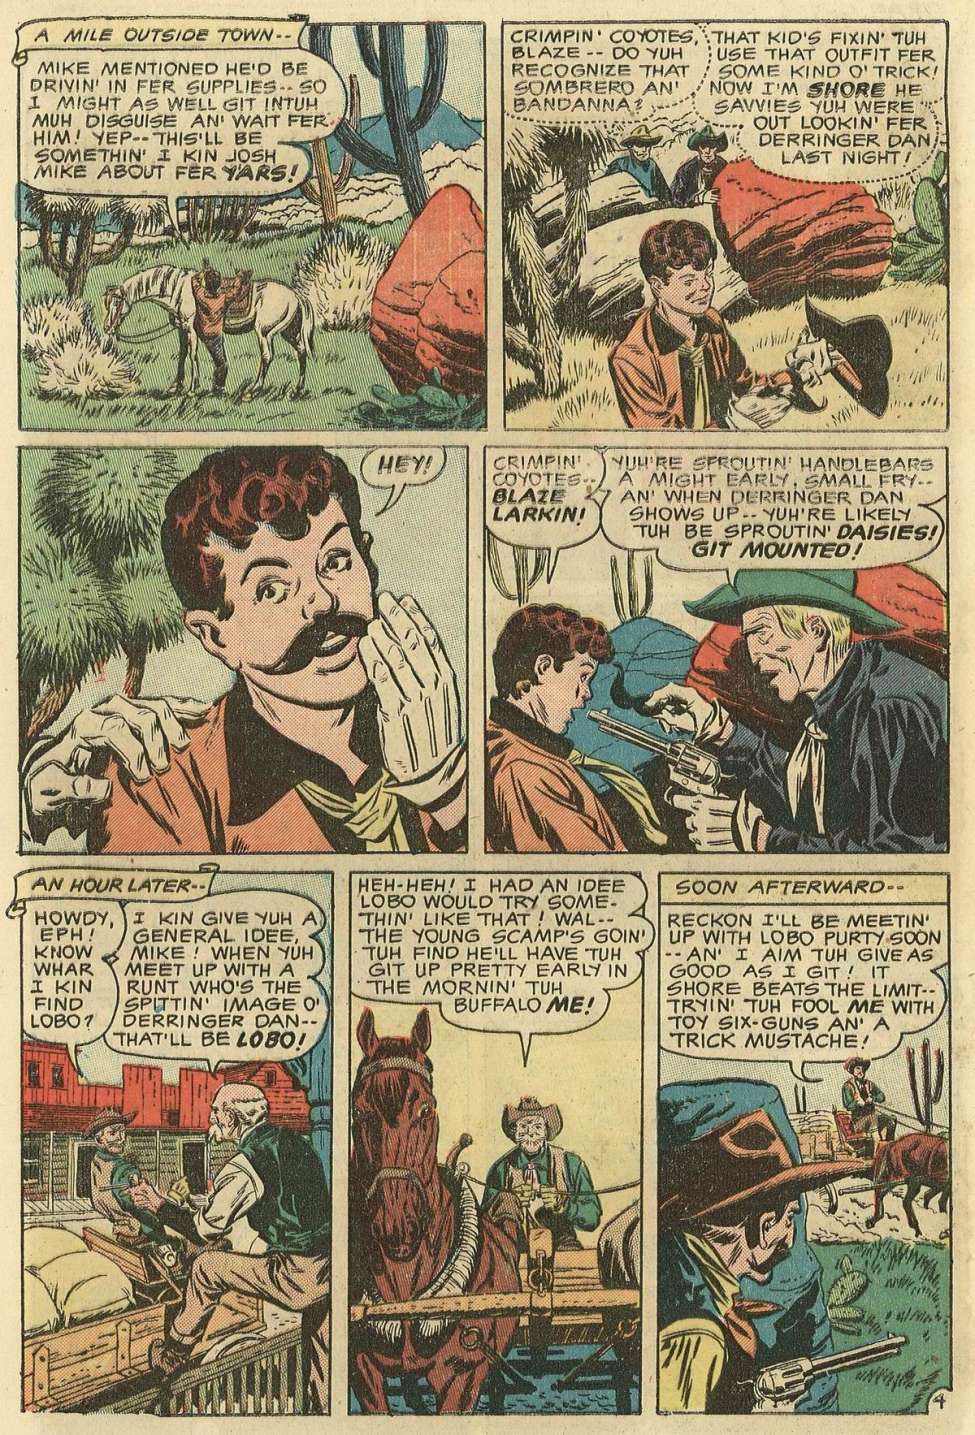 A MILE OUTSIDE TOWN--
MIKE MENTIONED HE'D BE
DRIVIN' IN FER SUPPLIES--SO
I MIGHT AS WELL GIT INTUH
MUH DISGUISE AN' WAIT FER
HIM! YEP--THIS'LL BE
SOMETHIN' I KIN JOSH
MIKE ABOUT FER YARS!
CRIMPIN' COYOTES,
BLAZE--DO YUH
RECOGNIZE THAT
SOMBRERO AN'
BANDANNA?
THAT KID'S FIXIN' TUH
USE THAT OUTFIT FER
SOME KIND O' TRICK!
NOW I'M SHORE HE
SAVVIES YUH WERE
OUT LOOKIN' FER
DERRINGER DAN
LAST NIGHT!
HEY!
CRIMPIN'
COYOTES--
BLAZE
LARKIN!
YUH'RE SPROUTIN' HANDLEBARS
A MIGHT EARLY, SMALL FRY--
AN' WHEN DERRINGER DAN
SHOWS UP--YUH'RE LIKELY
TUH BE SPROUTIN' DAISIES!
GIT MOUNTED!
AN HOUR LATER--
HOWDY,
EPH!
KNOW
WHAR
I KIN
FIND
LOBO?
I KIN GIVE YUH A
GENERAL IDEE,
MIKE! WHEN YUH
MEET UP WITH A
RUNT WHO'S THE
SPITTIN' IMAGE O'
DERRINGER DAN--
THAT'LL BE LOBO!
HEH-HEH! I HAD AN IDEE
LOBO WOULD TRY SOME-
THIN' LIKE THAT! WAL--
THE YOUNG SCAMP'S GOIN'
TUH FIND HE'LL HAVE TUH
GIT UP PRETTY EARLY IN
THE MORNIN' TUH
BUFFALO ME!
SOON AFTERWARD--
RECKON I'LL BE MEETIN'
UP WITH LOBO PURTY SOON
--AN' I AIM TUH GIVE AS
GOOD AS I GIT! IT
SHORE BEATS THE LIMIT--
TRYIN' TUH FOOL ME WITH
TOY SIX-GUNS AN' A
TRICK MUSTACHE!
4